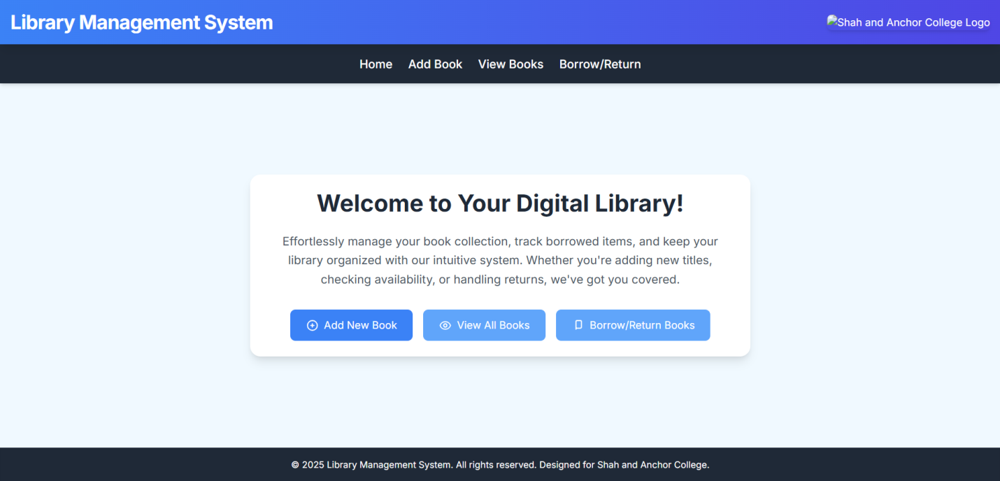 Library Management System
Shah and Anchor College Logo
Home Add Book View Books Borrow/Return
Welcome to Your Digital Library!
Effortlessly manage your book collection, track borrowed items, and keep your
library organized with our intuitive system. Whether you're adding new titles,
checking availability, or handling returns, we've got you covered.
Add New Book View All Books Borrow/Return Books
© 2025 Library Management System. All rights reserved. Designed for Shah and Anchor College.